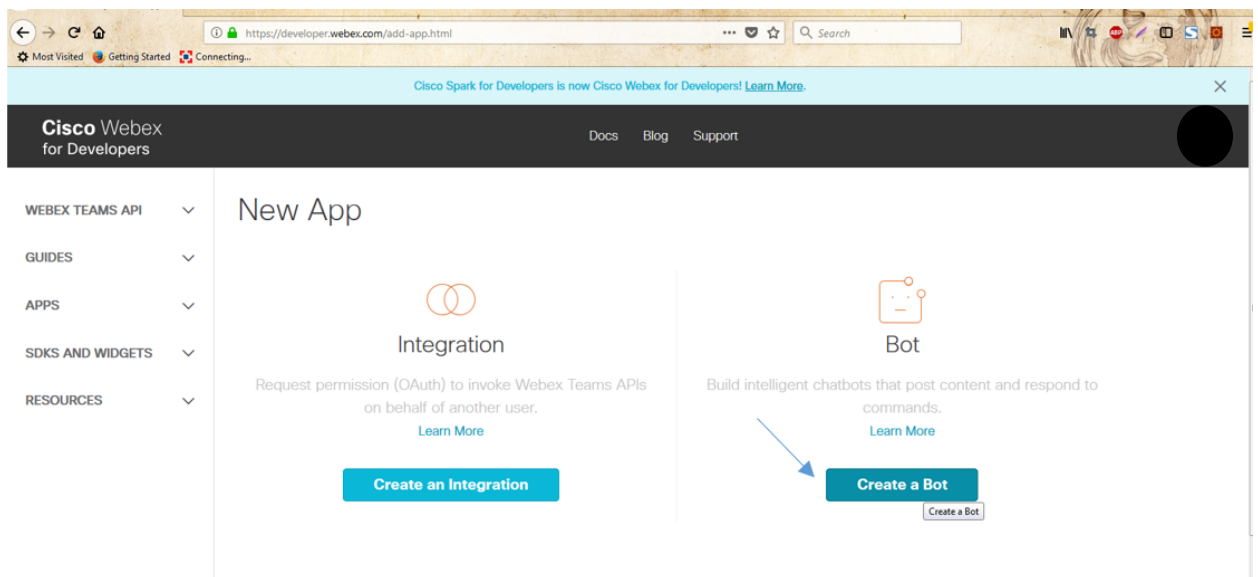 https://developer.webex.com/add-app.html
Search
Most Visited Getting Started Connecting...
Cisco Spark for Developers is now Cisco Webex for Developers! Learn More.
Cisco Webex
for Developers
Docs Blog Support
WEBEX TEAMS API
GUIDES
APPS
SDKS AND WIDGETS
RESOURCES
New App
Integration
Request permission (OAuth) to invoke Webex Teams APIs
on behalf of another user.
Learn More
Create an Integration
Bot
Build intelligent chatbots that post content and respond to
commands.
Learn More
Create a Bot
Create a Bot